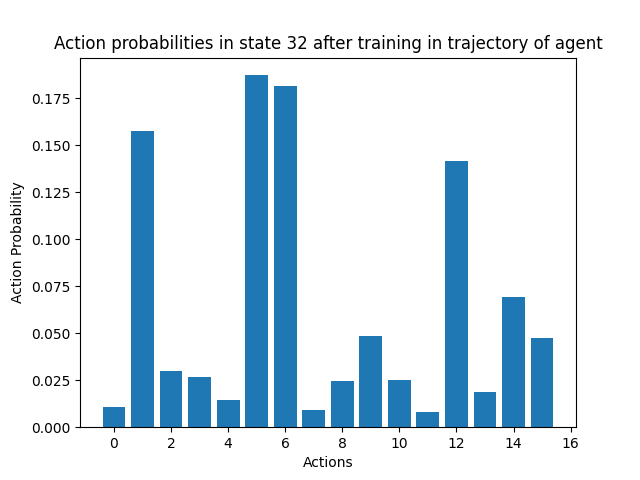 Action probabilities in state 32 after training in trajectory of agent
Action Probability
0.175
0.150
0.125
0.100
0.075
0.050
0.025
0.000
0 2 4 6 8 10 12 14 16
Actions